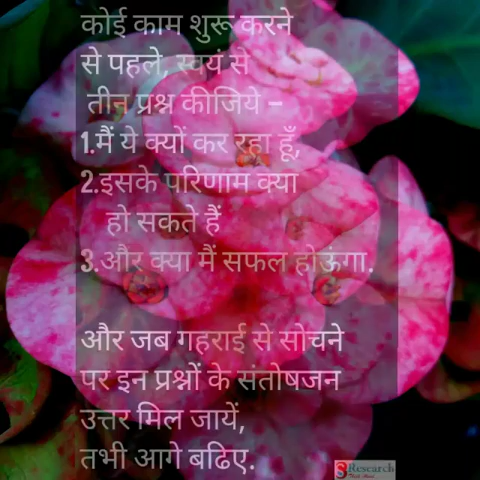 कोई काम शुरू करने
से पहले, स्वयं से
तीन प्रश्न कीजिये –
1.मैं ये क्यों कर रहा हूँ,
2.इसके परिणाम क्या
हो सकते हैं
3.और क्या मैं सफल होऊंगा.
और जब गहराई से सोचने
पर इन प्रश्नों के संतोषजन
उत्तर मिल जायें,
तभी आगे बढिए.
Research